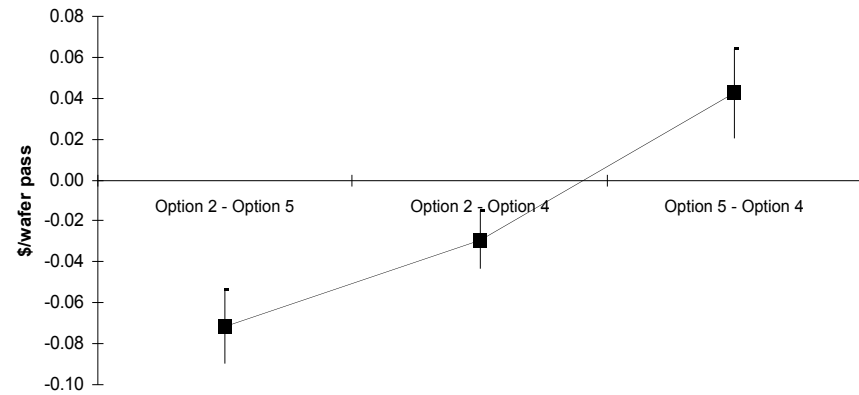 0.08
0.06
0.04
0.02
0.00
-0.02
-0.04
-0.06
-0.08
-0.10
$/wafer pass
Option 2 - Option 5
Option 2 - Option 4
Option 5 - Option 4